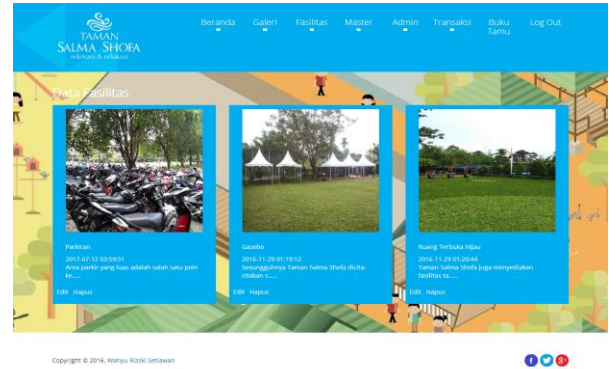 TAMAN
SALMA SHOFA
rekreasi & edukasi
Beranda Galeri Fasilitas Master Admin Transaksi Buku Tamu Log Out
Data Fasilitas
Parkiran
2017-07-12 03:59:51
Area parkir yang luas adalah salah satu poin
ke.....
Edit Hapus
Gazebo
2016-11-29 01:19:12
Sesungguhnya Taman Salma Shofa dicita-
citakan s.....
Edit Hapus
Ruang Terbuka Hijau
2016-11-29 01:20:44
Taman Salma Shofa juga menyediakan
fasilitas ta.....
Edit Hapus
Copyright © 2016, Wahyu Rizski Setiawan